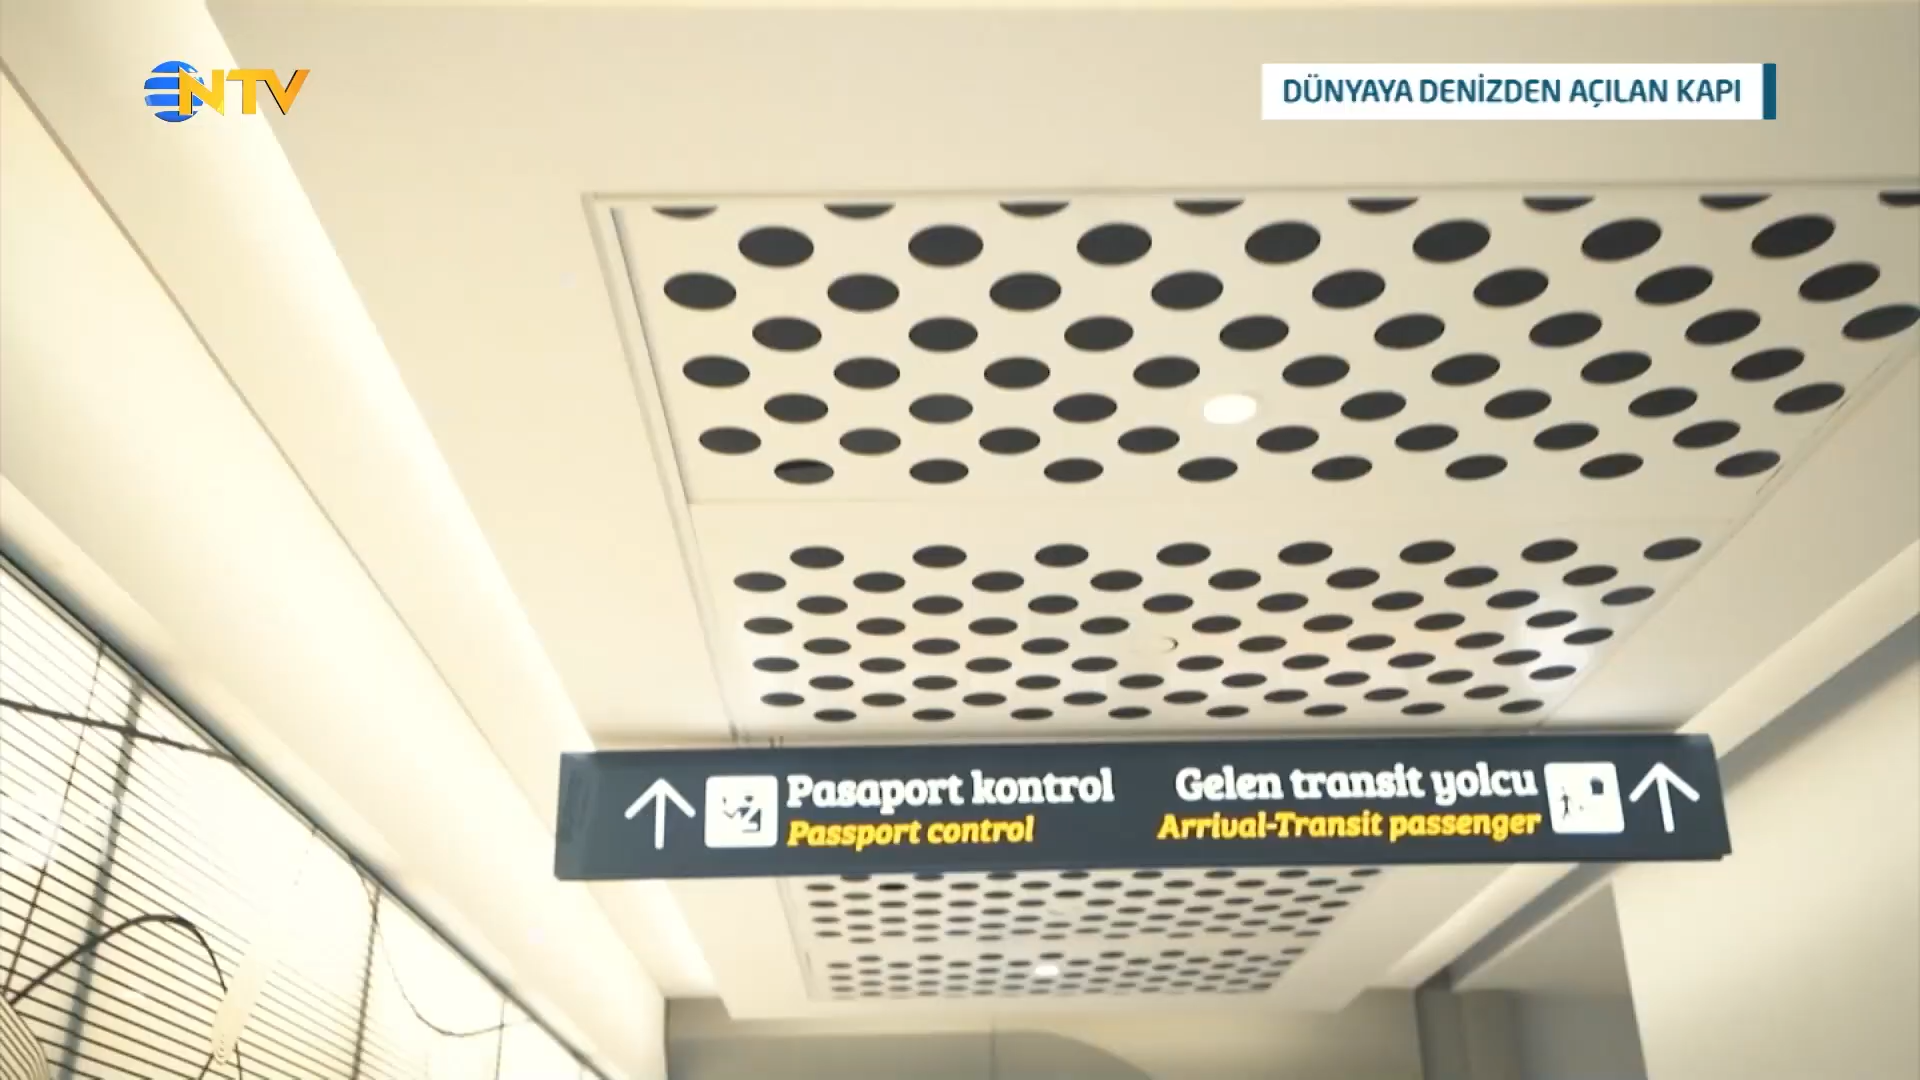 NTV
DÜNYAYA DENİZDEN AÇILAN KAPI
Pasaport kontrol
Passport control
Gelen transit yolcu
Arrival-Transit passenger